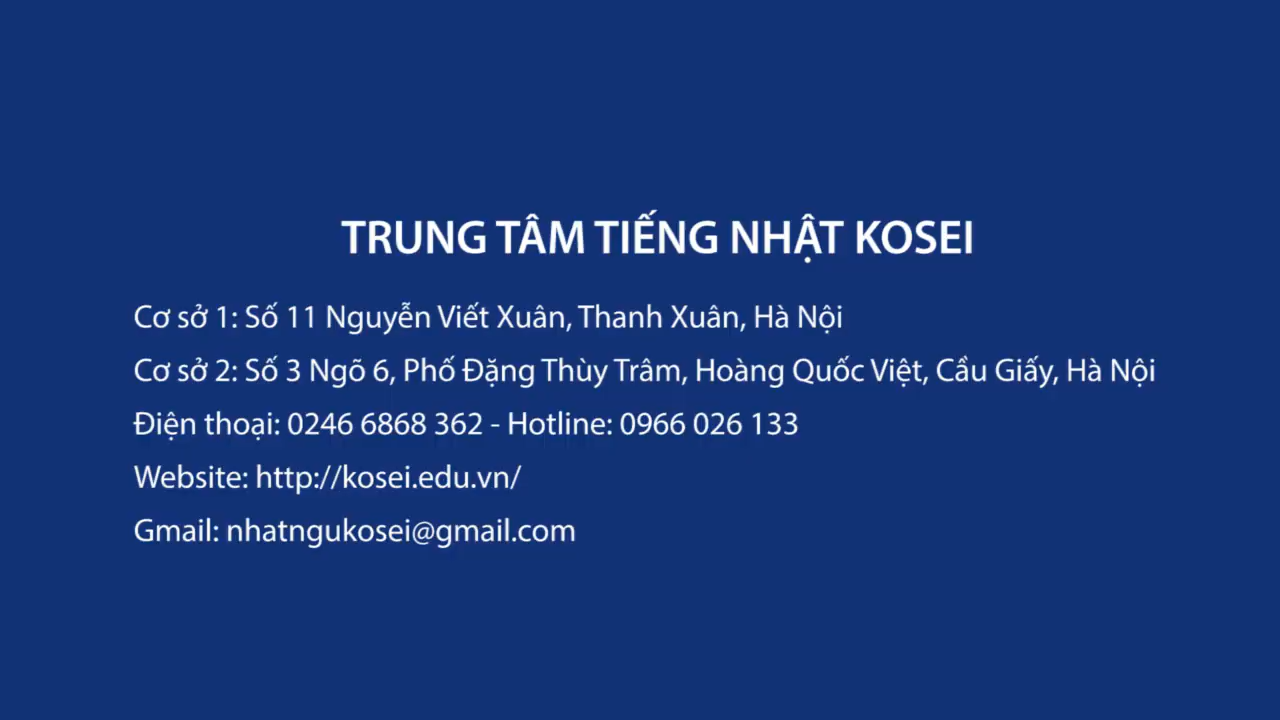 TRUNG TÂM TIẾNG NHẬT KOSEI
Cơ sở 1: Số 11 Nguyễn Viết Xuân, Thanh Xuân, Hà Nội
Cơ sở 2: Số 3 Ngõ 6, Phố Đặng Thùy Trâm, Hoàng Quốc Việt, Cầu Giấy, Hà Nội
Điện thoại: 0246 6868 362 - Hotline: 0966 026 133
Website: http://kosei.edu.vn/
Gmail: nhatngukosei@gmail.com